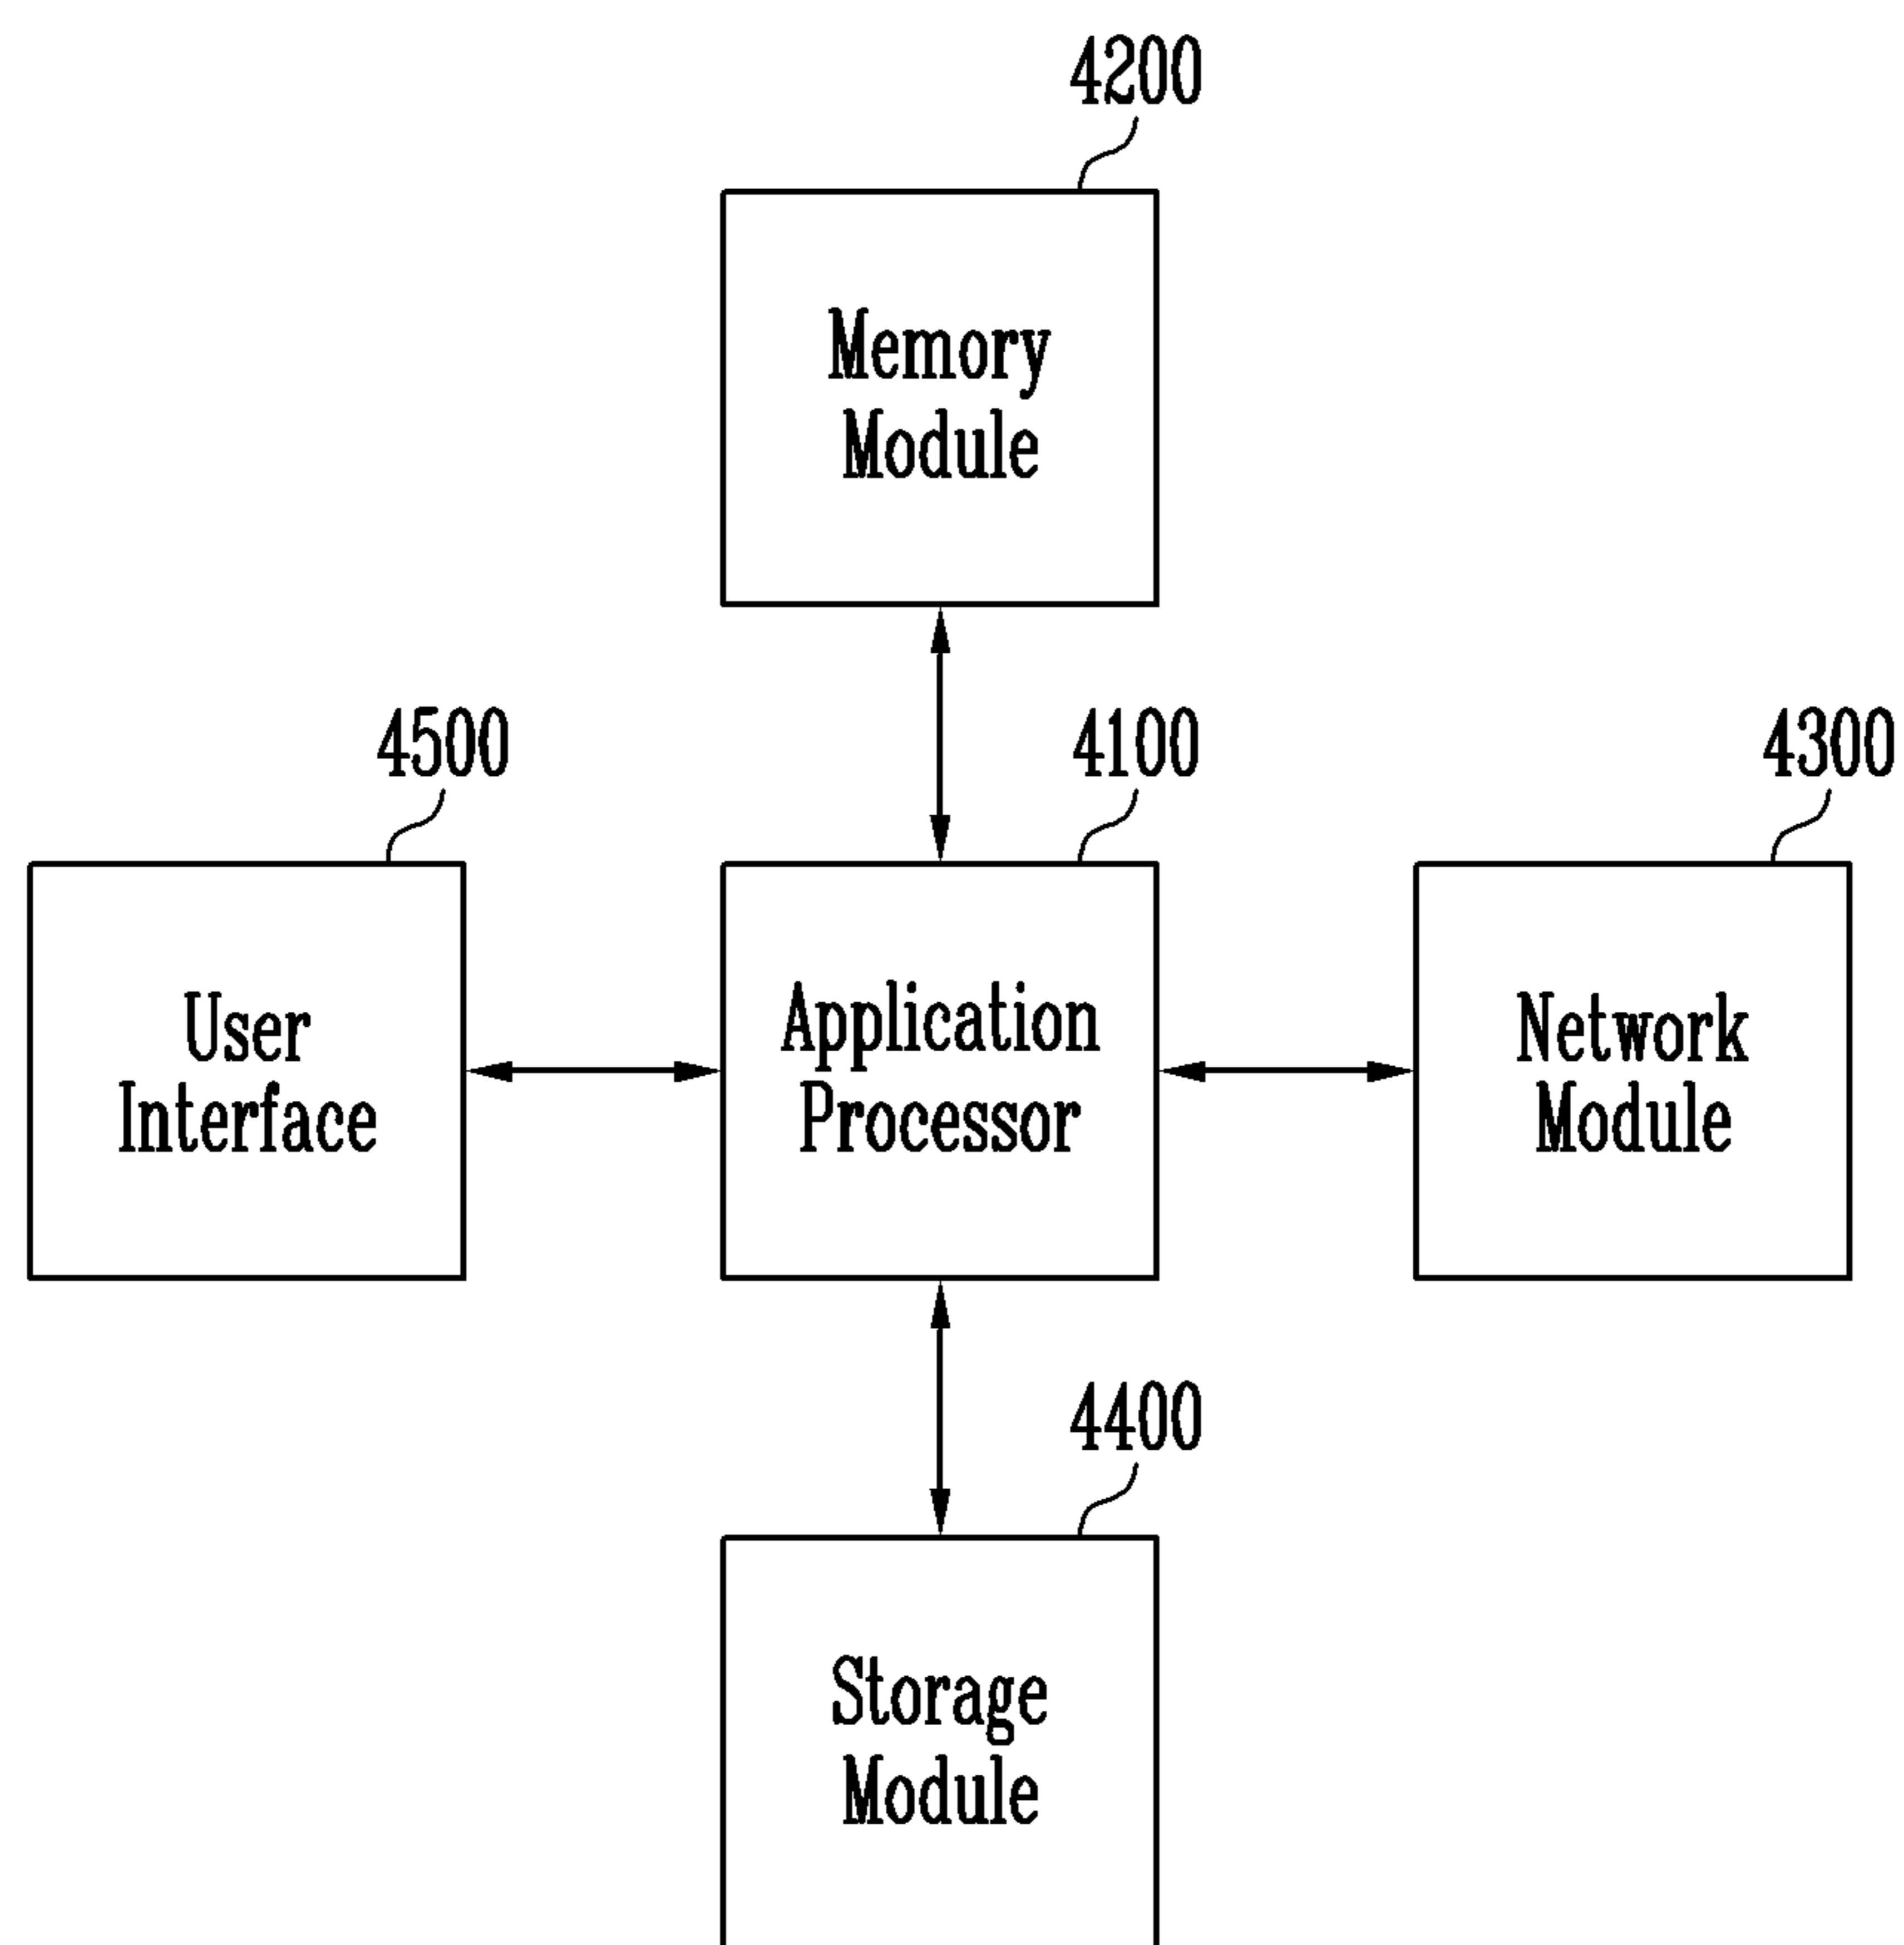 4200
Memory
Module
4500
4100
4300
User
Interface
Application
Processor
Network
Module
4400
Storage
Module